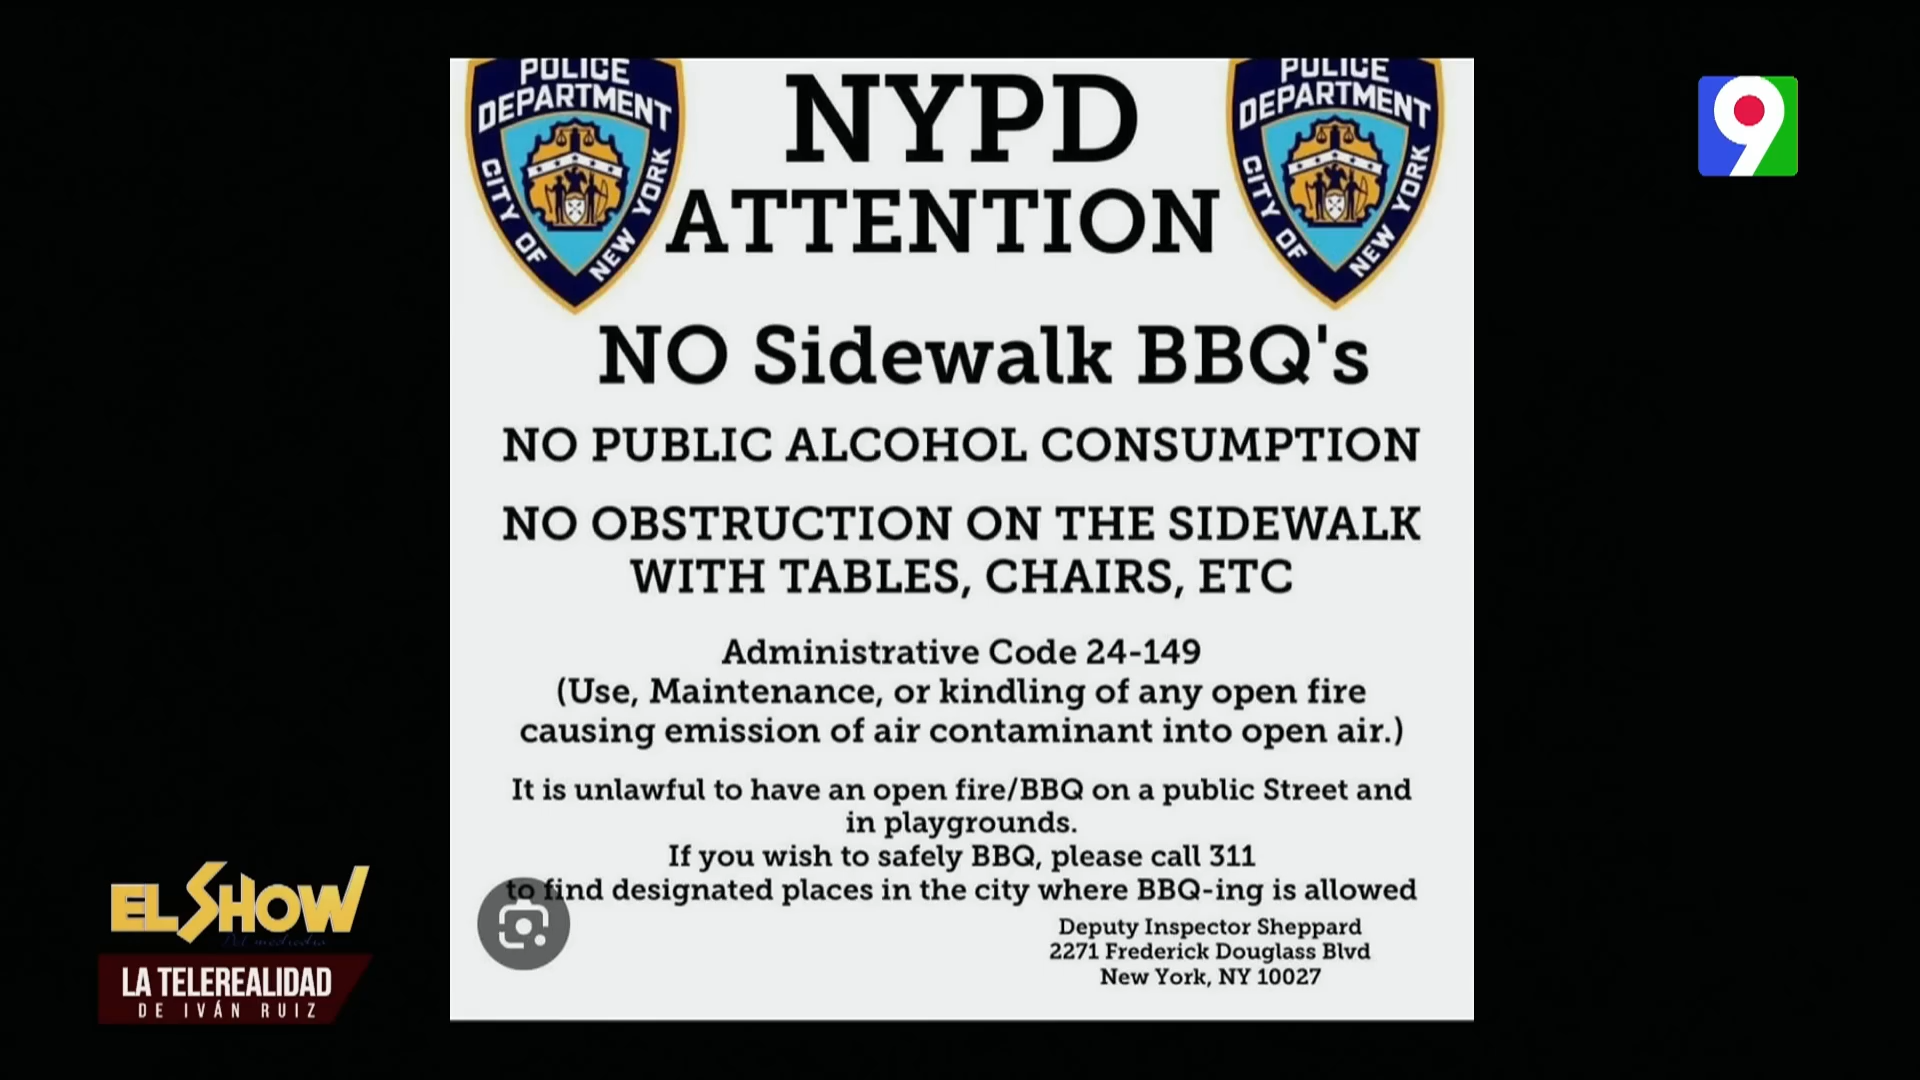 POLICE
DEPARTMENT
CITY OF NEW YORK
NYPD
ATTENTION
POLICE
DEPARTMENT
CITY OF NEW YORK
9
NO Sidewalk BBQ's
NO PUBLIC ALCOHOL CONSUMPTION
NO OBSTRUCTION ON THE SIDEWALK
WITH TABLES, CHAIRS, ETC
Administrative Code 24-149
(Use, Maintenance, or kindling of any open fire
causing emission of air contaminant into open air.)
It is unlawful to have an open fire/BBQ on a public Street and
in playgrounds.
If you wish to safely BBQ, please call 311
to find designated places in the city where BBQ-ing is allowed
Deputy Inspector Sheppard
2271 Frederick Douglass Blvd
New York, NY 10027
EL SHOW
Del mediodía
LA TELEREALIDAD
DE IVÁN RUIZ